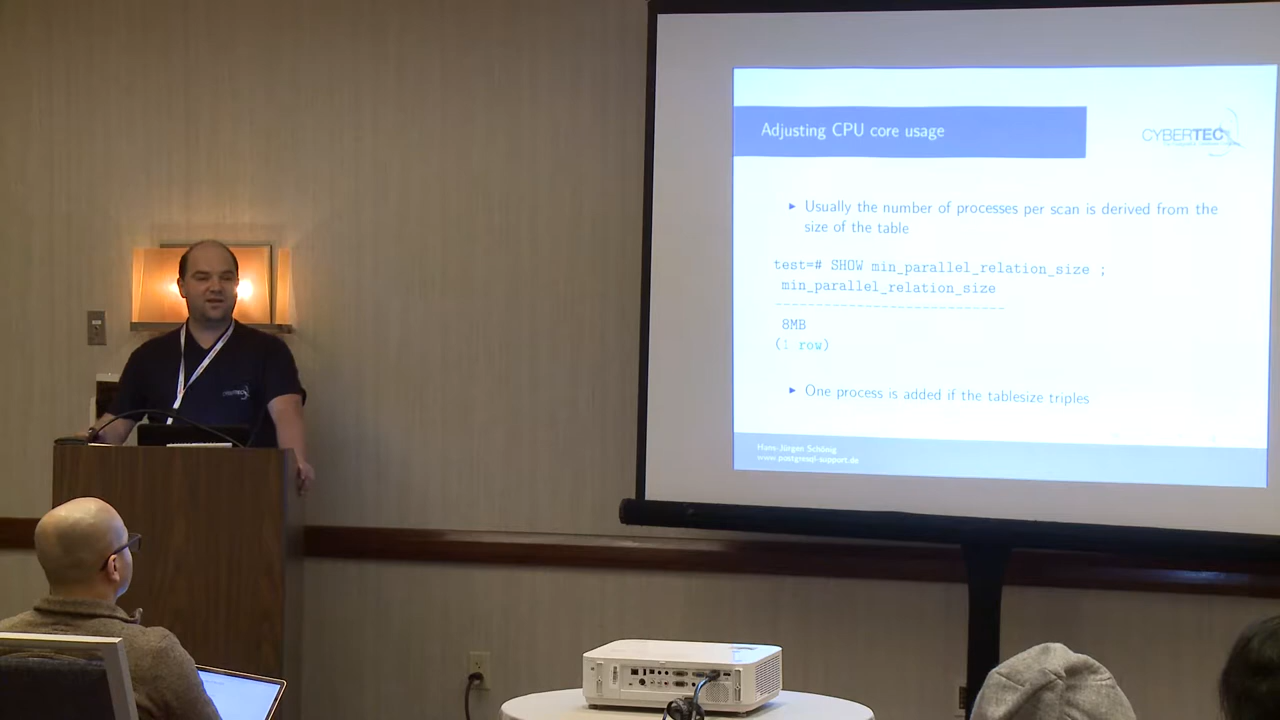 Adjusting CPU core usage
CYBERTEC
► Usually the number of processes per scan is derived from the
size of the table
test=# SHOW min_parallel_relation_size ;
min_parallel_relation_size
---------------------------
8MB
(1 row)
► One process is added if the tablesize triples
Hans-Jürgen Schönig
www.postgresql-support.de
CYBERTEC